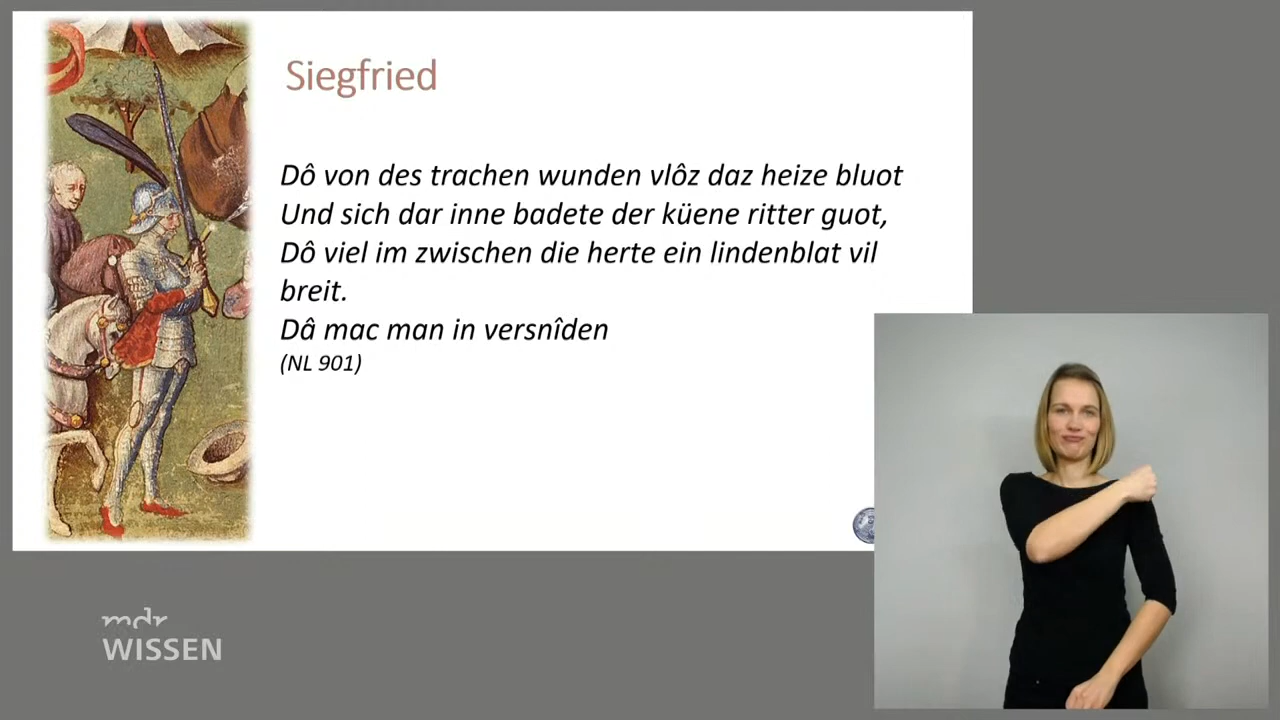 Siegfried
Dô von des trachen wunden vlôz daz heize bluot
Und sich dar inne badete der küene ritter guot,
Dô viel im zwischen die herte ein lindenblat vil
breit.
Dâ mac man in versnîden
(NL 901)
mdr
WISSEN